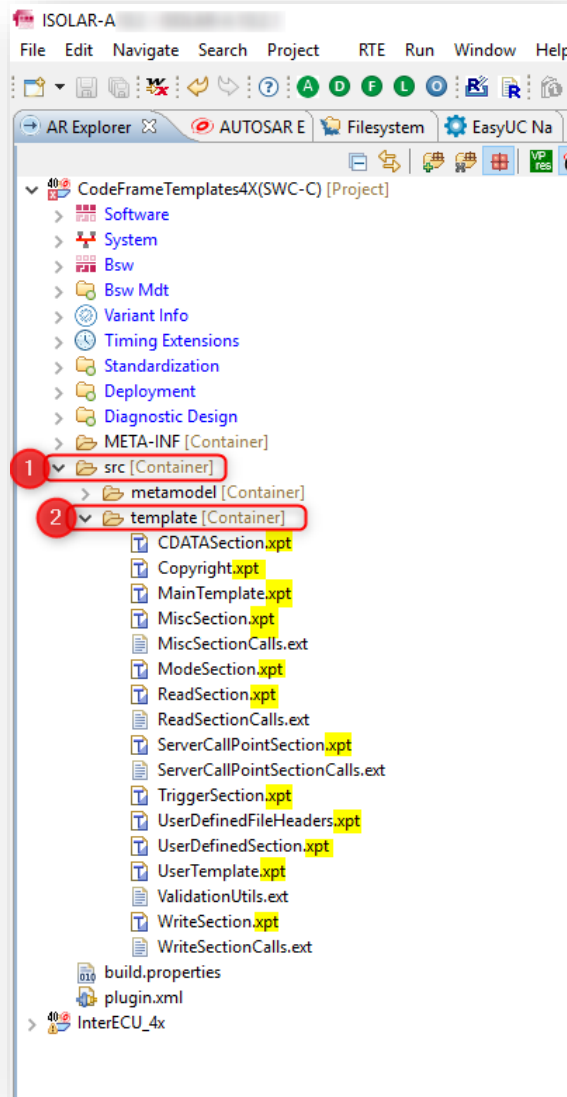 ISOLAR-A
File Edit Navigate Search Project RTE Run Window Help
A D F L O
AR Explorer AUTOSAR E Filesystem EasyUC Na
VP res
CodeFrameTemplates4X(SWC-C) [Project]
Software
System
Bsw
Bsw Mdt
Variant Info
Timing Extensions
Standardization
Deployment
Diagnostic Design
META-INF [Container]
1 src [Container]
metamodel [Container]
2 template [Container]
CDATASection.xpt
Copyright.xpt
MainTemplate.xpt
MiscSection.xpt
MiscSectionCalls.ext
ModeSection.xpt
ReadSection.xpt
ReadSectionCalls.ext
ServerCallPointSection.xpt
ServerCallPointSectionCalls.ext
TriggerSection.xpt
UserDefinedFileHeaders.xpt
UserDefinedSection.xpt
UserTemplate.xpt
ValidationUtils.ext
WriteSection.xpt
WriteSectionCalls.ext
build.properties
plugin.xml
InterECU_4x